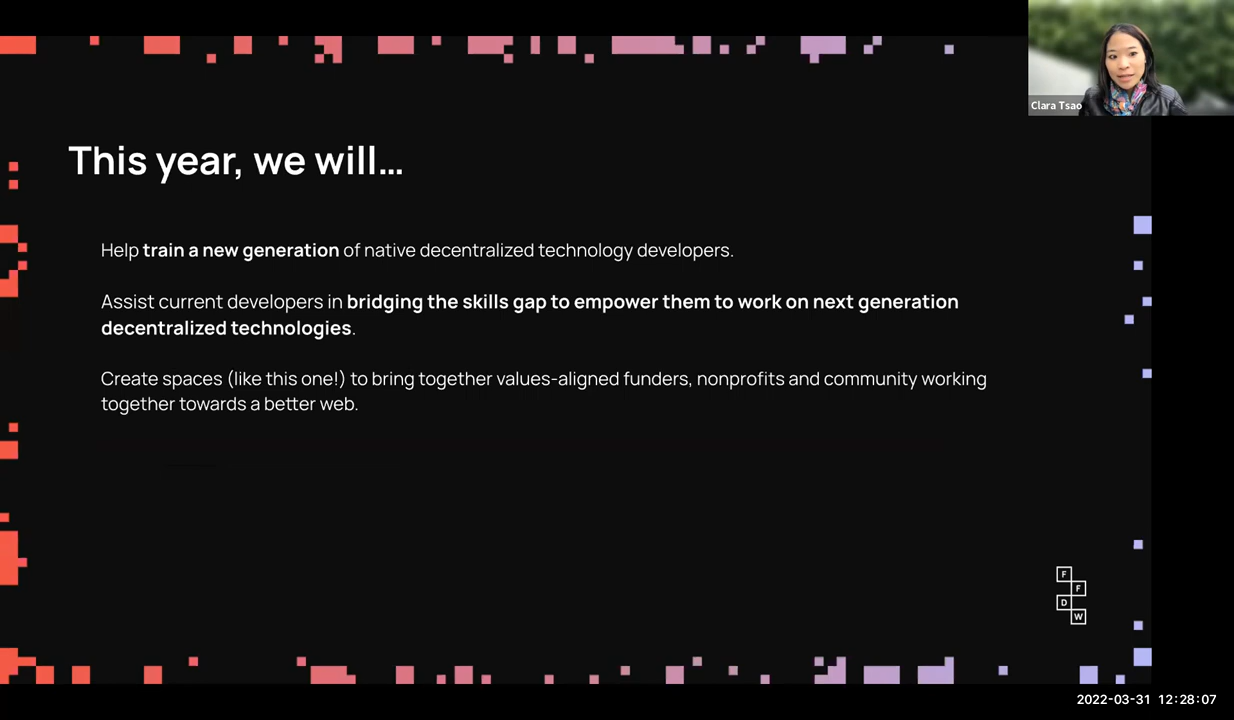 Clara Tsao
This year, we will…
Help train a new generation of native decentralized technology developers.
Assist current developers in bridging the skills gap to empower them to work on next generation
decentralized technologies.
Create spaces (like this one!) to bring together values-aligned funders, nonprofits and community working
together towards a better web.
F
F
D
W
2022-03-31 12:28:07